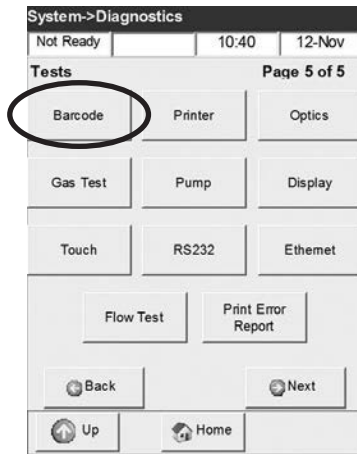 System->Diagnostics
Not Ready 10:40 12-Nov
Tests Page 5 of 5
Barcode Printer Optics
Gas Test Pump Display
Touch RS232 Ethernet
Flow Test Print Error
Report
Back Next
Up Home